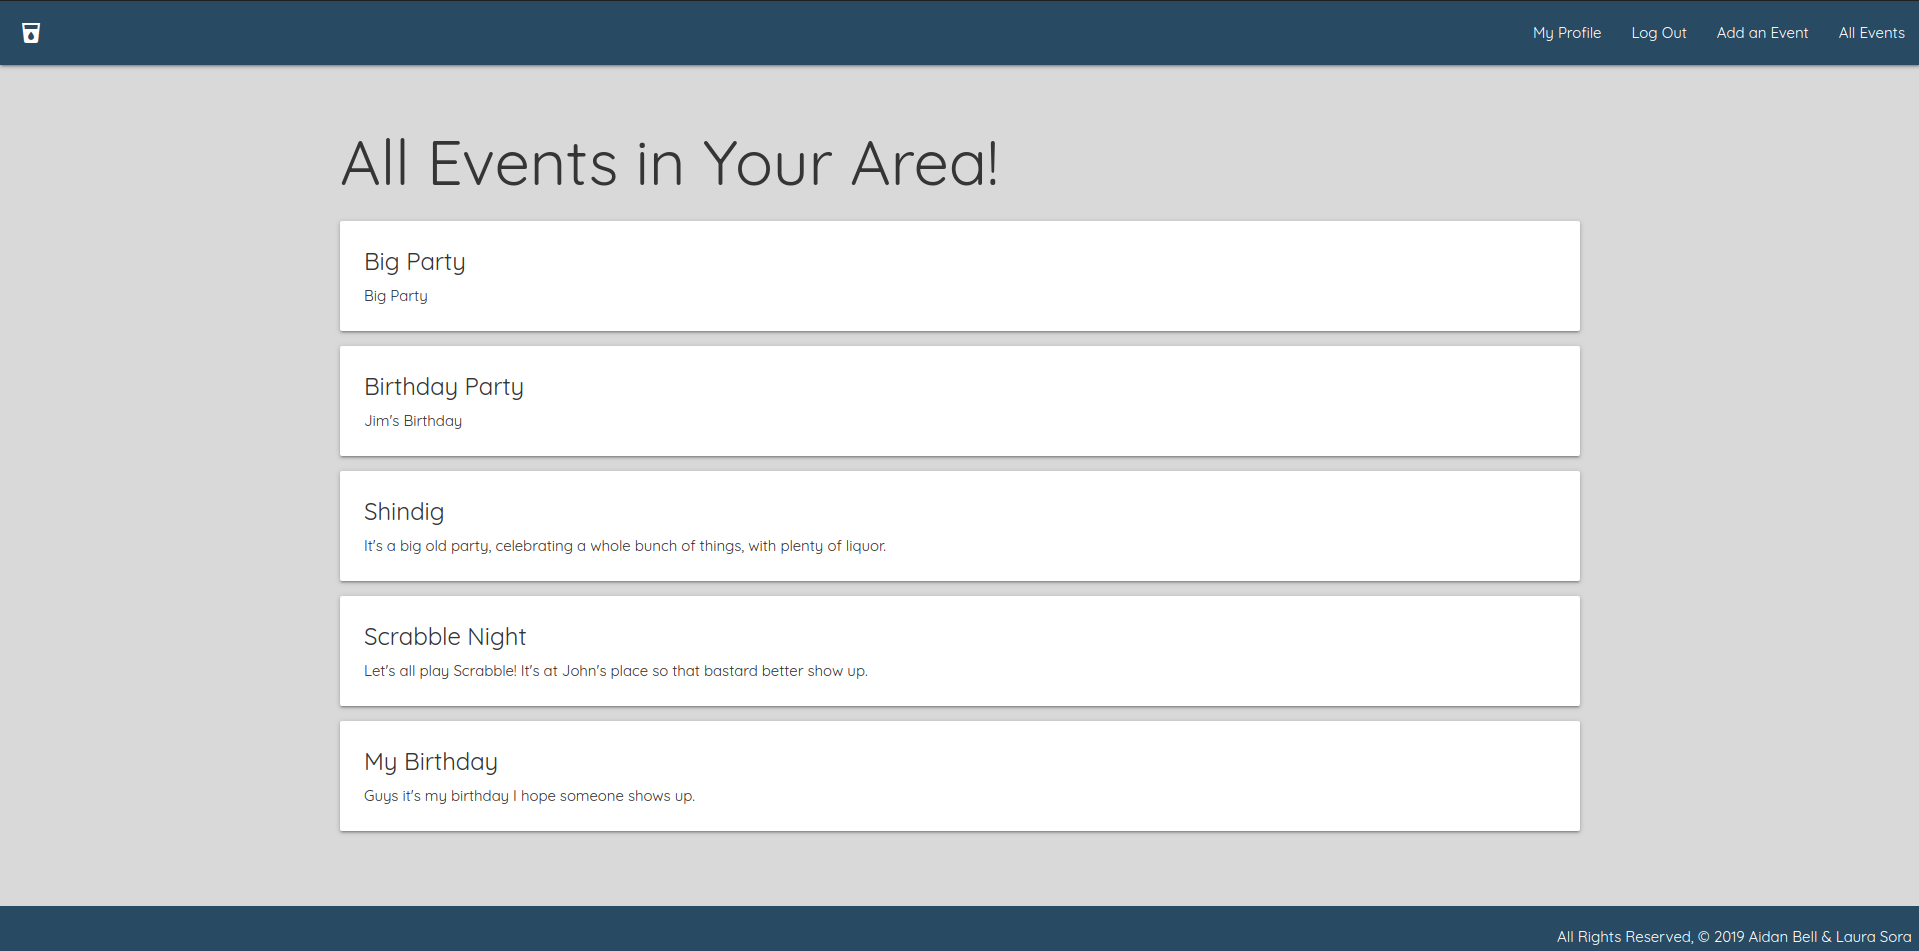 My Profile Log Out Add an Event All Events
All Events in Your Area!
Big Party
Big Party
Birthday Party
Jim's Birthday
Shindig
It's a big old party, celebrating a whole bunch of things, with plenty of liquor.
Scrabble Night
Let's all play Scrabble! It's at John's place so that bastard better show up.
My Birthday
Guys it's my birthday I hope someone shows up.
All Rights Reserved, © 2019 Aidan Bell & Laura Sora